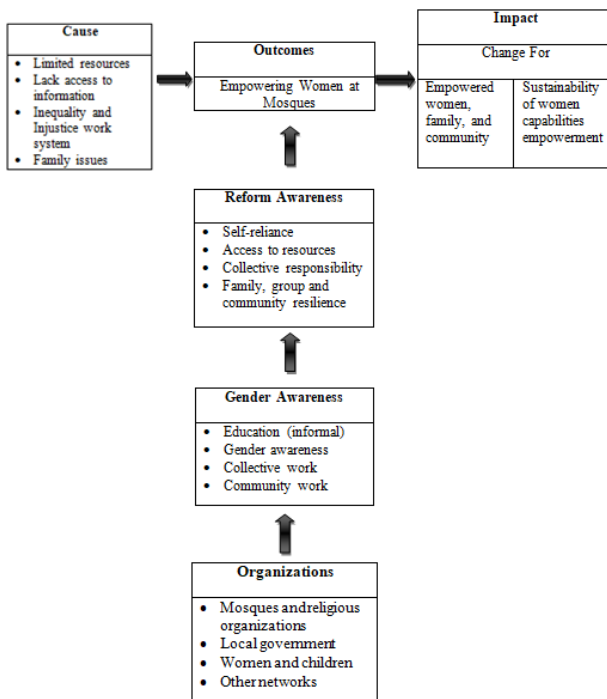 Cause
• Limited resources
• Lack access to
information
• Inequality and
Injustice work
system
• Family issues
Outcomes
Empowering Women at
Mosques
Impact
Change For
Empowered
women,
family, and
community
Sustainability
of women
capabilities
empowerment
Reform Awareness
• Self-reliance
• Access to resources
• Collective responsibility
• Family, group and
community resilience
Gender Awareness
• Education (informal)
• Gender awareness
• Collective work
• Community work
Organizations
• Mosques and religious
organizations
• Local government
• Women and children
• Other networks